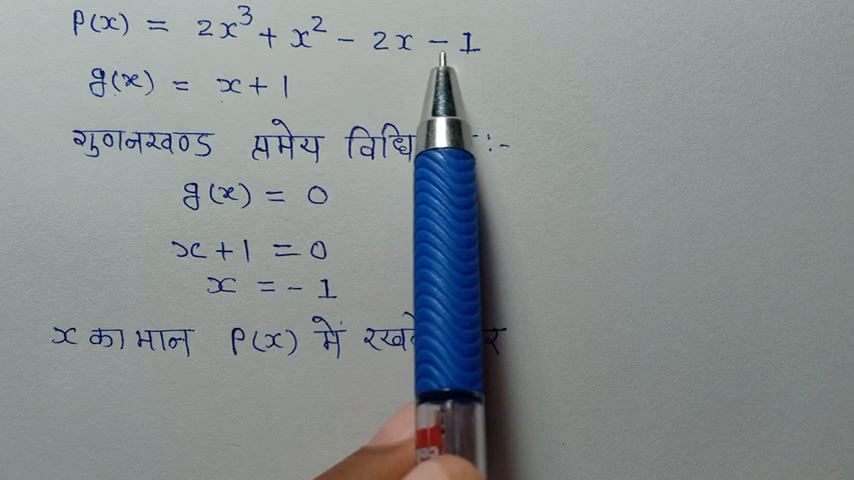 P(x) = 2x³ + x² - 2x - 1
g(x) = x + 1
गुणनखण्ड प्रमेय विधि :-
g(x) = 0
x + 1 = 0
x = - 1
x का मान P(x) में